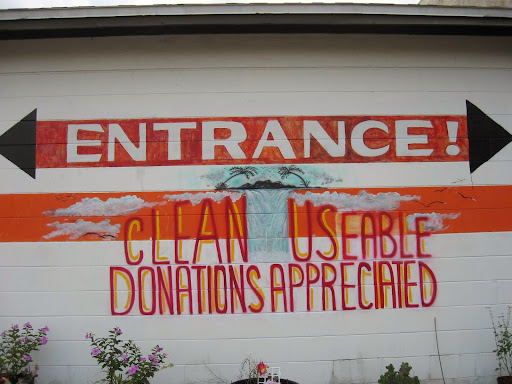 ENTRANCE!
CLEAN USEABLE
DONATIONS APPRECIATED